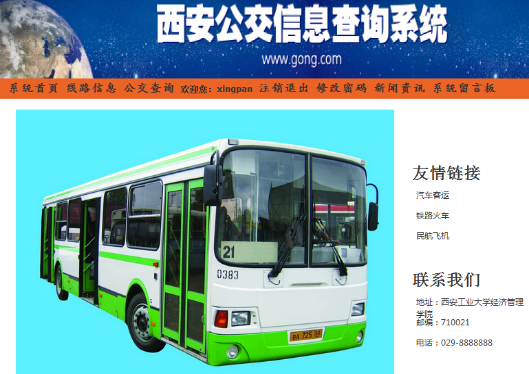 西安公交信息查询系统
www.gong.com
系统首页 线路信息 公交查询 欢迎您：xingpan 注销退出 修改密码 新闻资讯 系统留言板
友情链接
汽车客运
铁路火车
民航飞机
21
0383
联系我们
地址：西安工业大学经济管理
学院
邮编：710021
电话：029-8888888